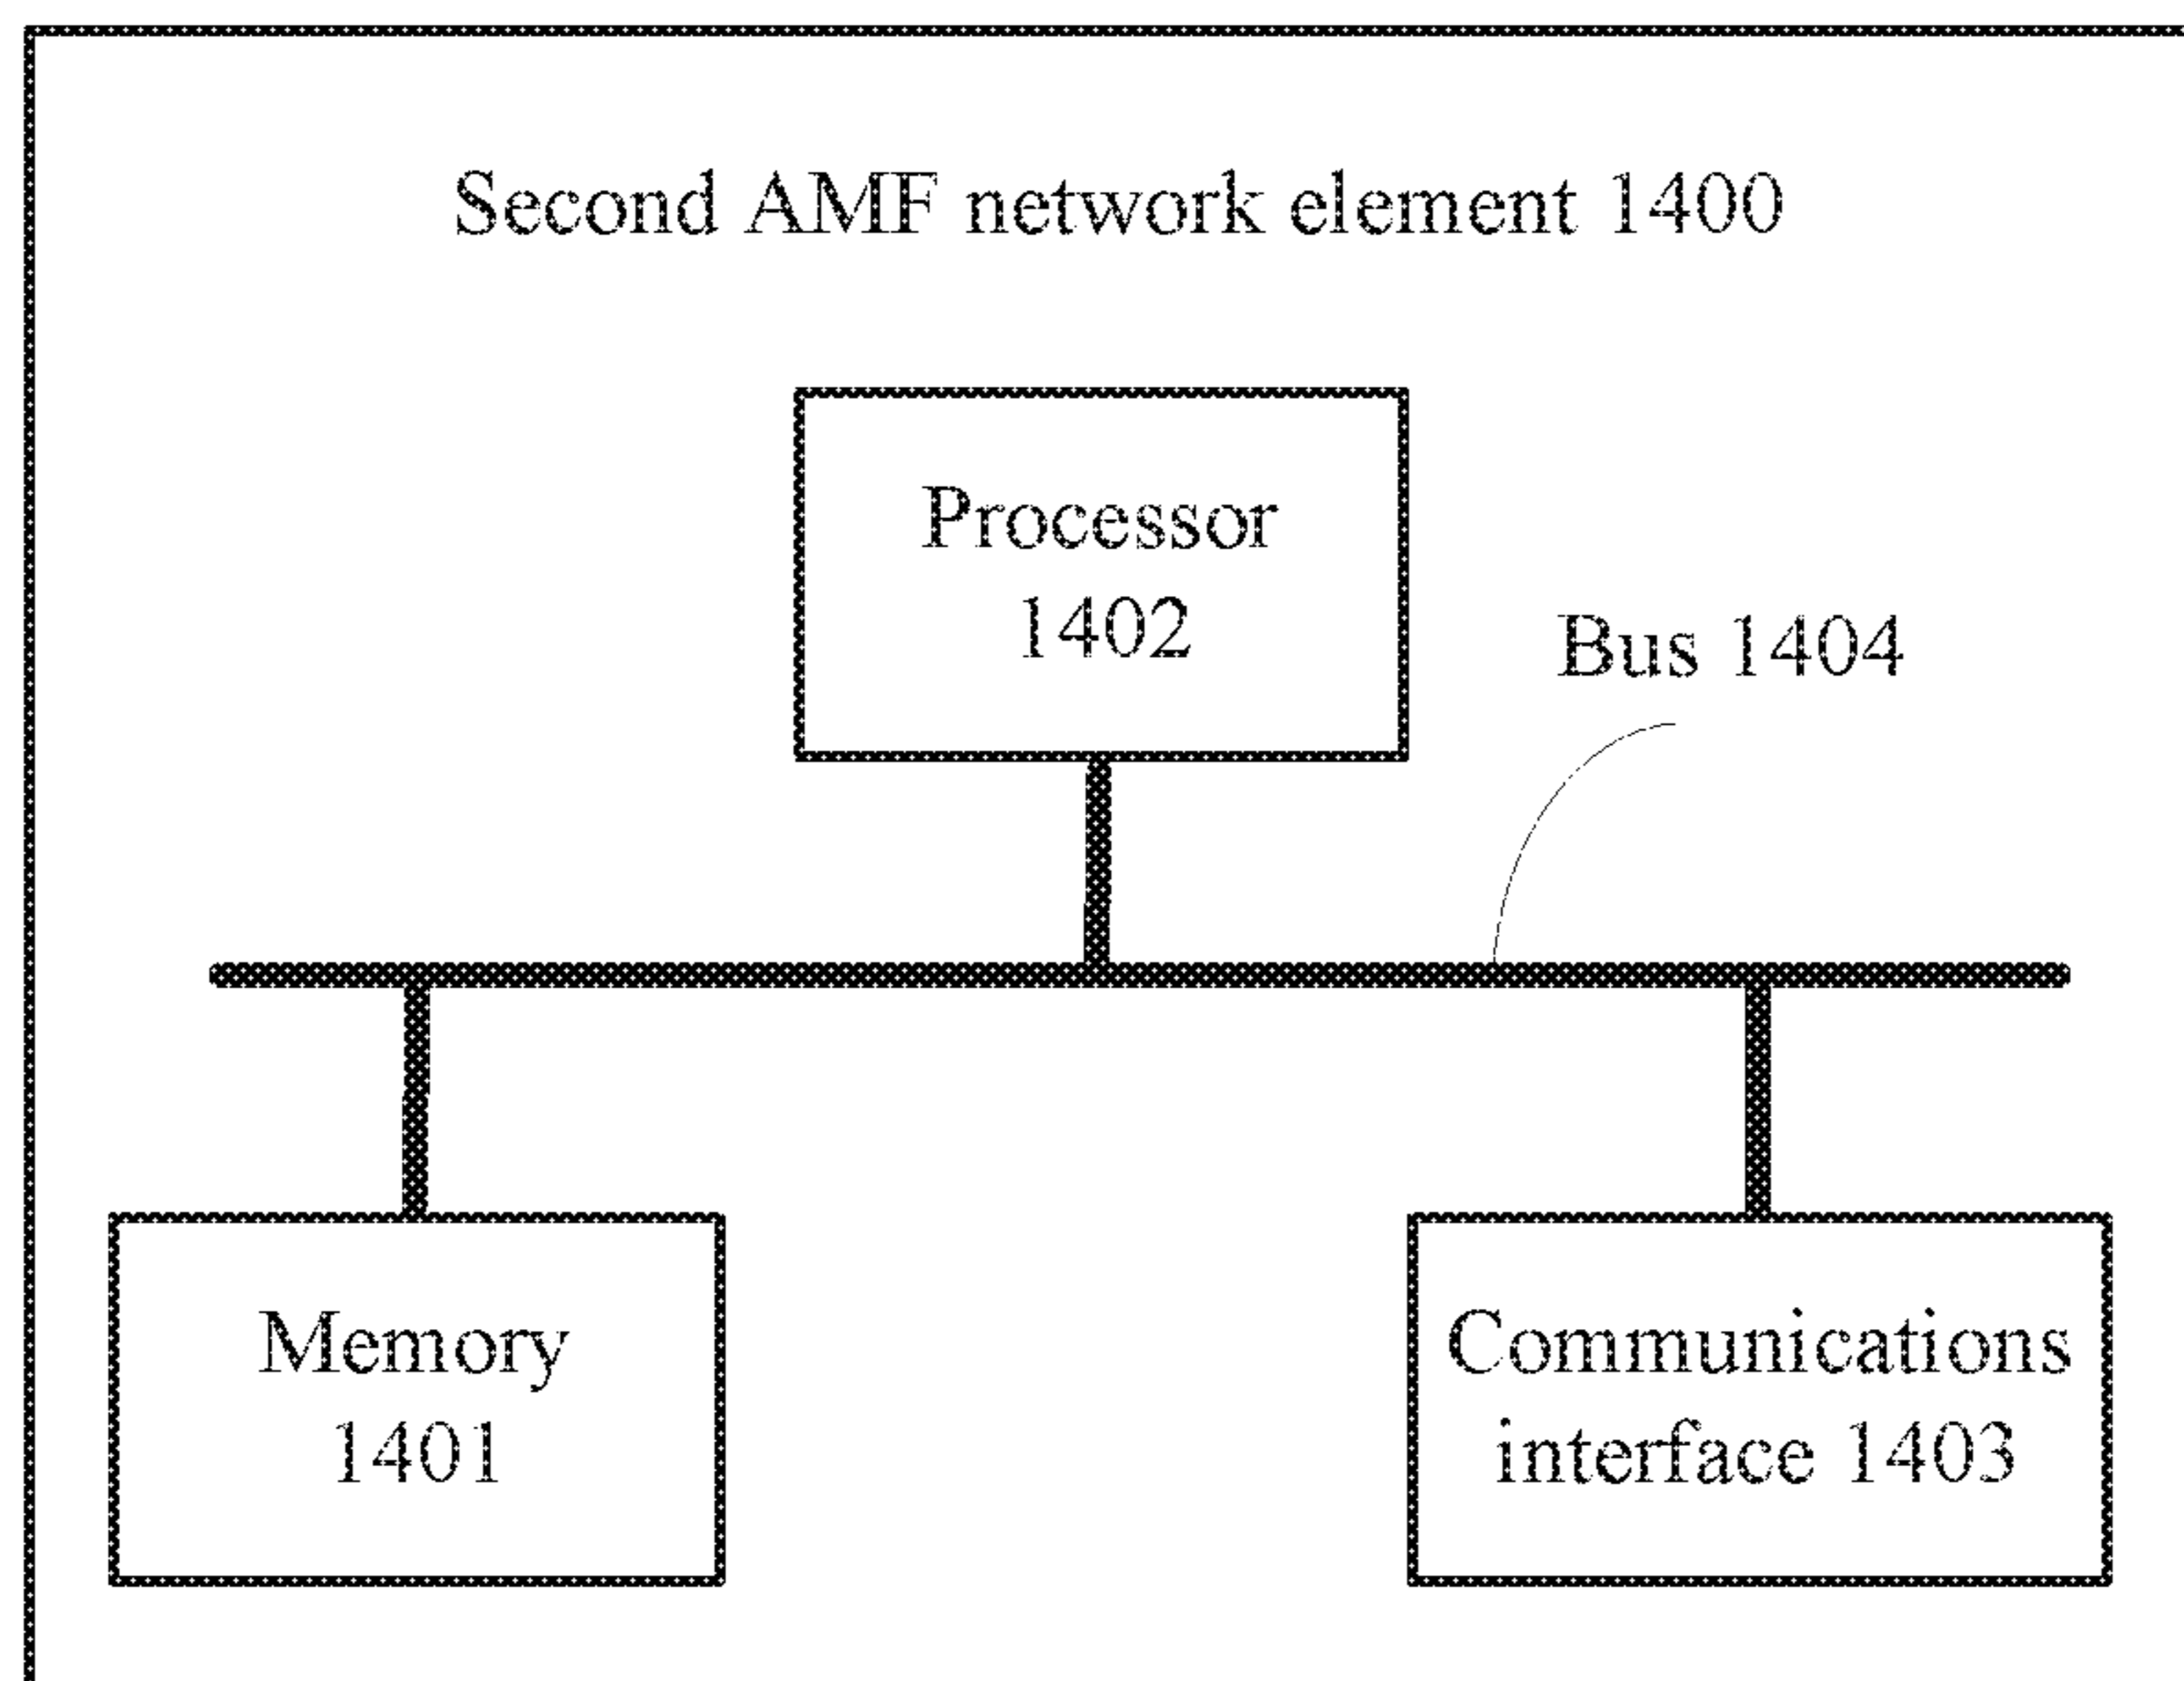 Second AMF network element 1400
Processor
1402
Bus 1404
Memory
1401
Communications
interface 1403